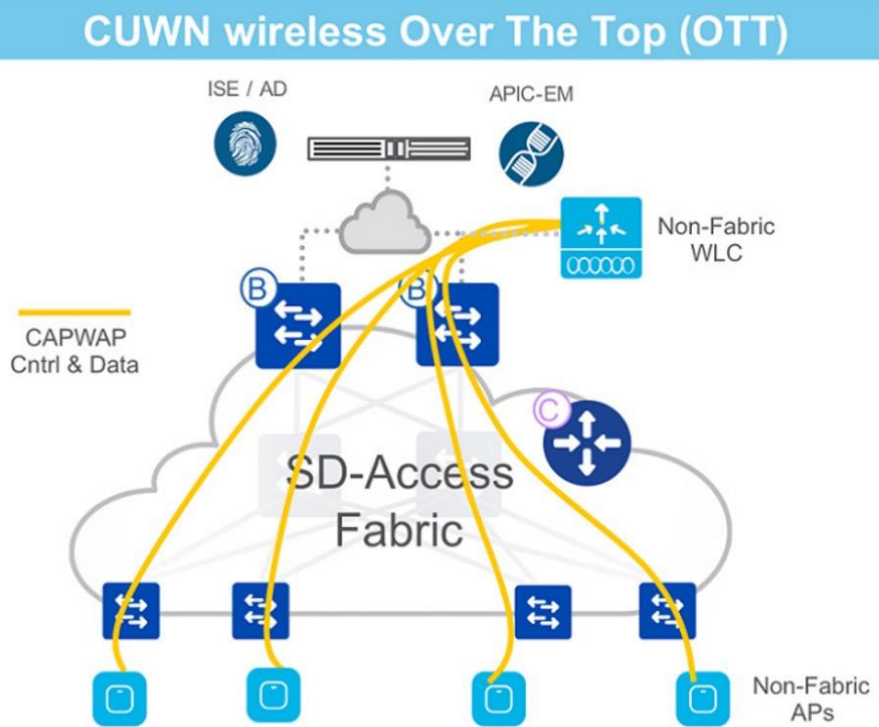 CUWN wireless Over The Top (OTT)
ISE / AD
APIC-EM
Non-Fabric
WLC
B
B
CAPWAP
Cntrl & Data
C
SD-Access
Fabric
Non-Fabric
APs